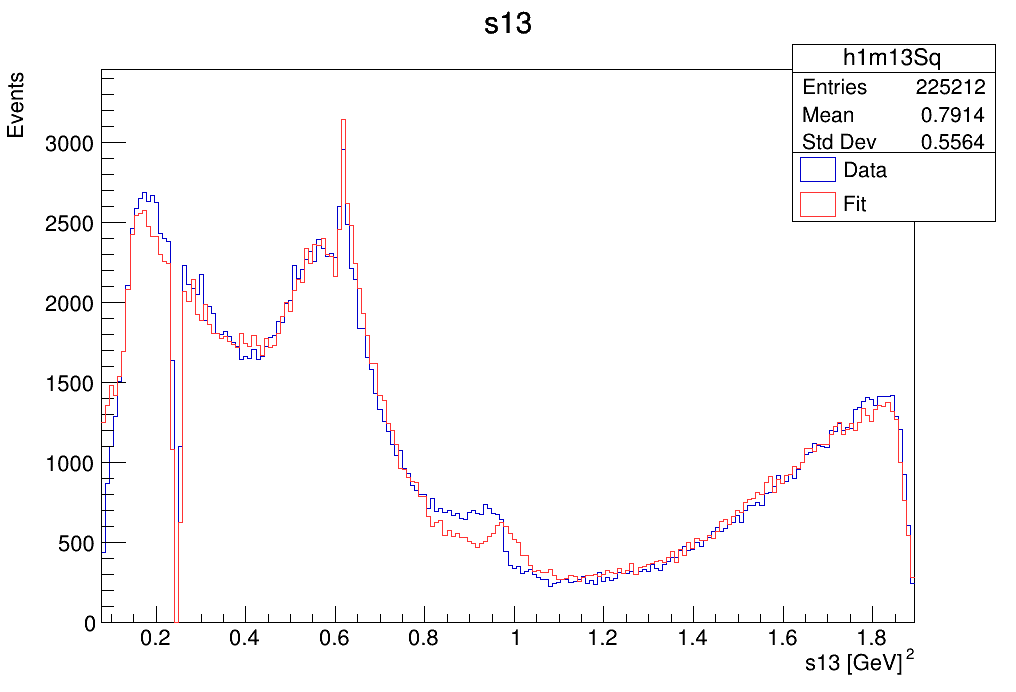 s13
h1m13Sq
Entries 225212
Mean 0.7914
Std Dev 0.5564
Data
Fit
Events
3000
2500
2000
1500
1000
500
0
0.2 0.4 0.6 0.8 1 1.2 1.4 1.6 1.8
s13 [GeV]²